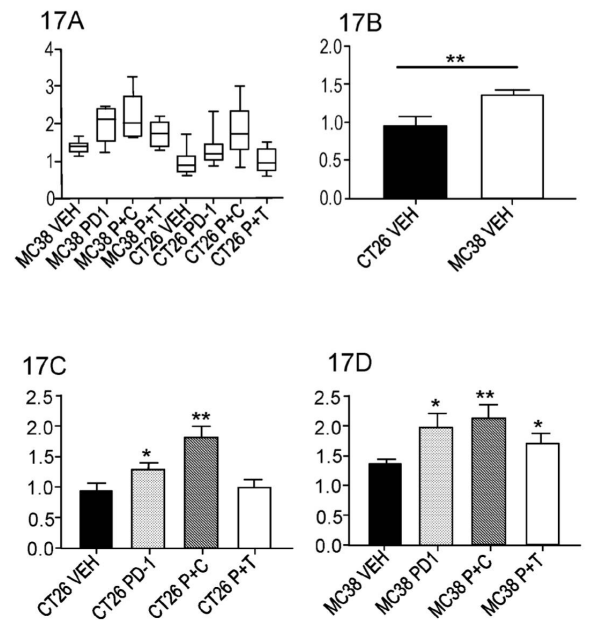 17A
4
3
2
1
0
MC38 VEH
MC38 PD1
MC38 P+C
MC38 P+T
CT26 VEH
CT26 PD-1
CT26 P+C
CT26 P+T
17B
2.0
1.5
1.0
0.5
0.0
**
CT26 VEH
MC38 VEH
17C
2.5
2.0
1.5
1.0
0.5
0.0
*
**
CT26 VEH
CT26 PD-1
CT26 P+C
CT26 P+T
17D
2.5
2.0
1.5
1.0
0.5
0.0
*
**
*
MC38 VEH
MC38 PD1
MC38 P+C
MC38 P+T